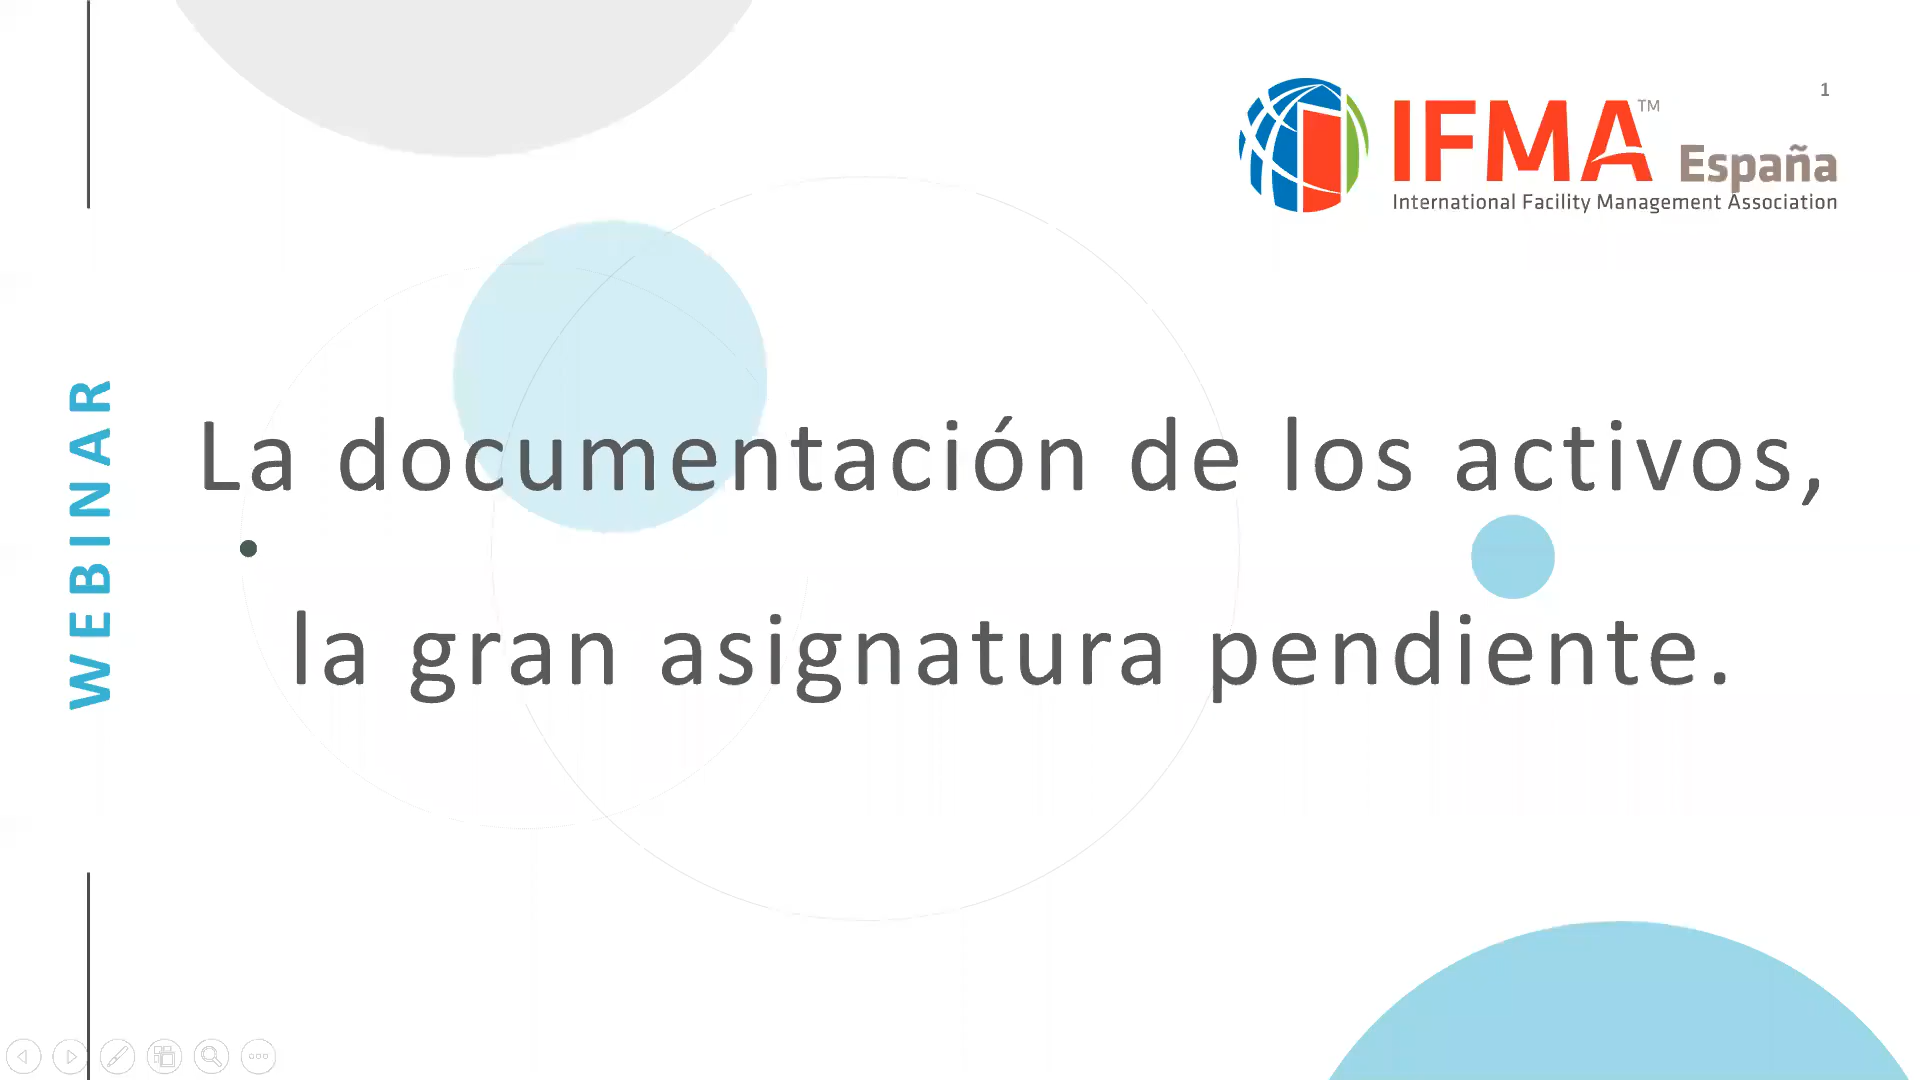 1
IFMA™ España
International Facility Management Association
WEBINAR
La documentación de los activos,
la gran asignatura pendiente.